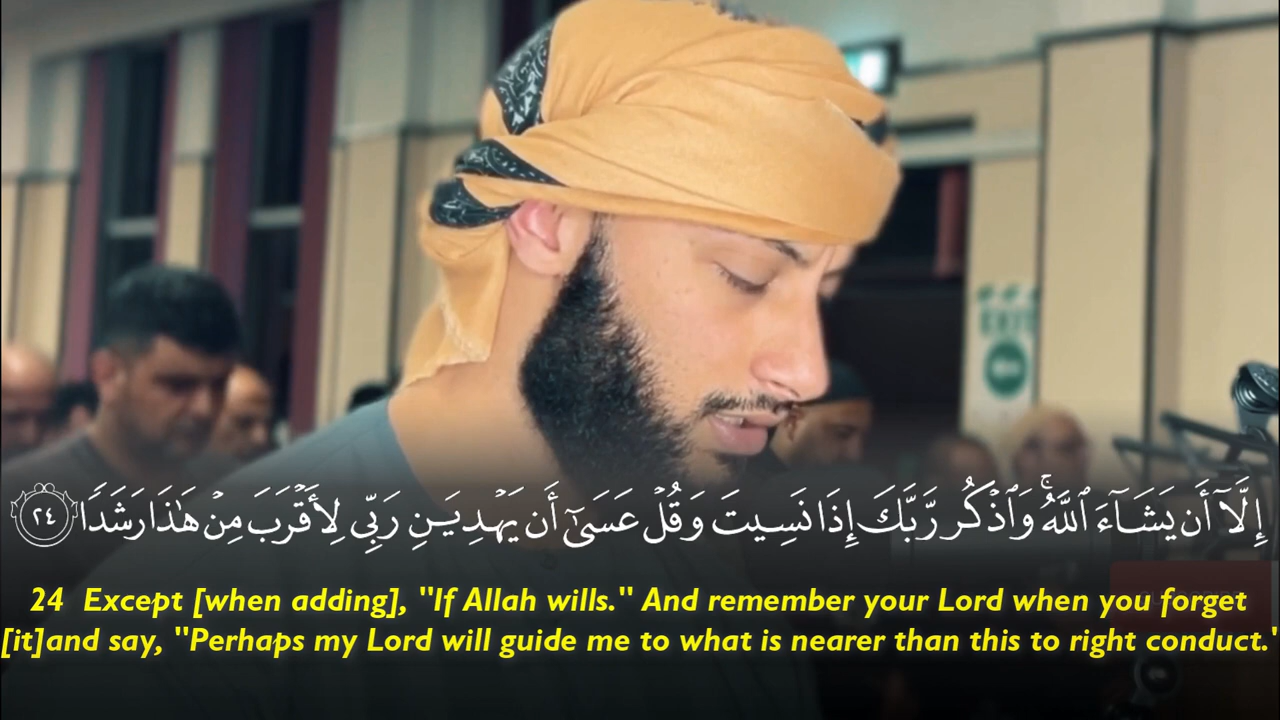 EXIT
إِلَّآ أَن يَشَآءَ ٱللَّهُ ۚ وَٱذْكُر رَّبَّكَ إِذَا نَسِيتَ وَقُلْ عَسَىٰٓ أَن يَهْدِيَنِ رَبِّى لِأَقْرَبَ مِنْ هَٰذَا رَشَدًا ٢٤
24 Except [when adding], "If Allah wills." And remember your Lord when you forget
[it]and say, "Perhaps my Lord will guide me to what is nearer than this to right conduct."